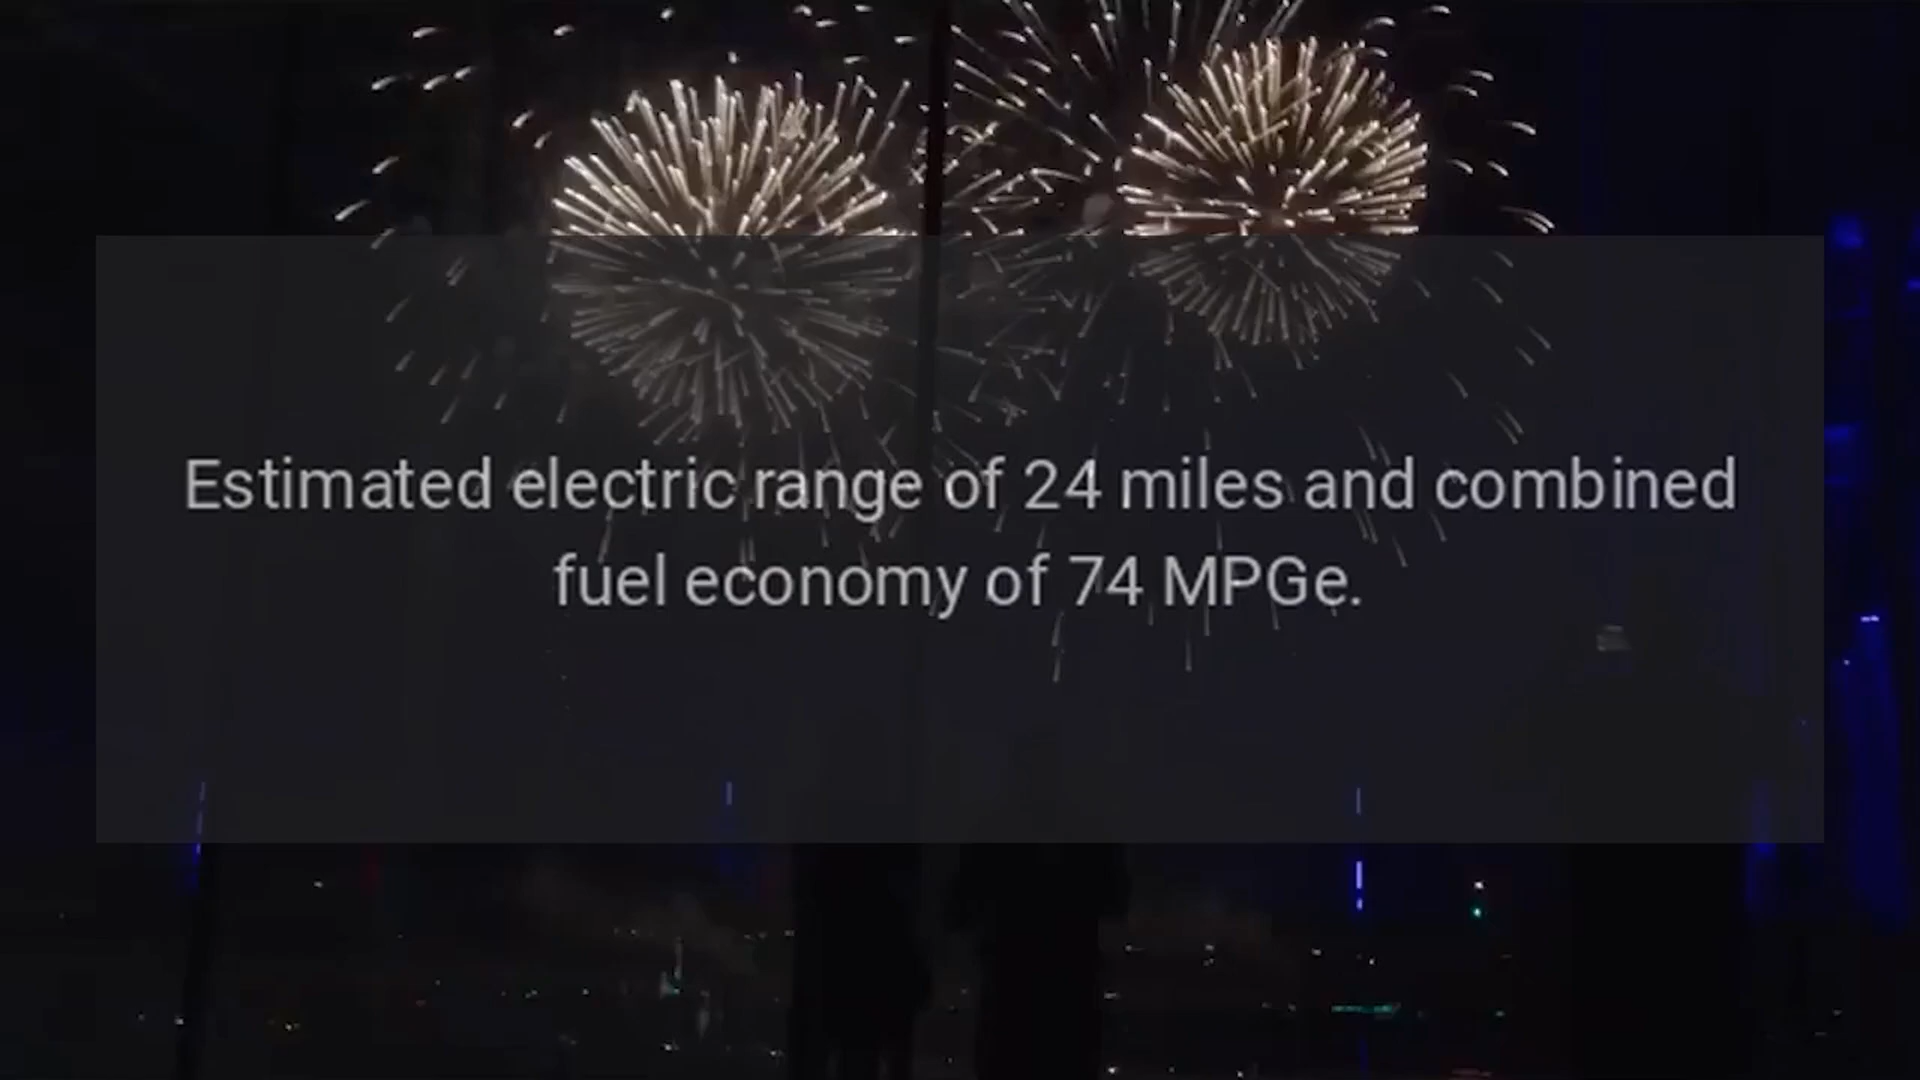 Estimated electric range of 24 miles and combined
fuel economy of 74 MPGe.